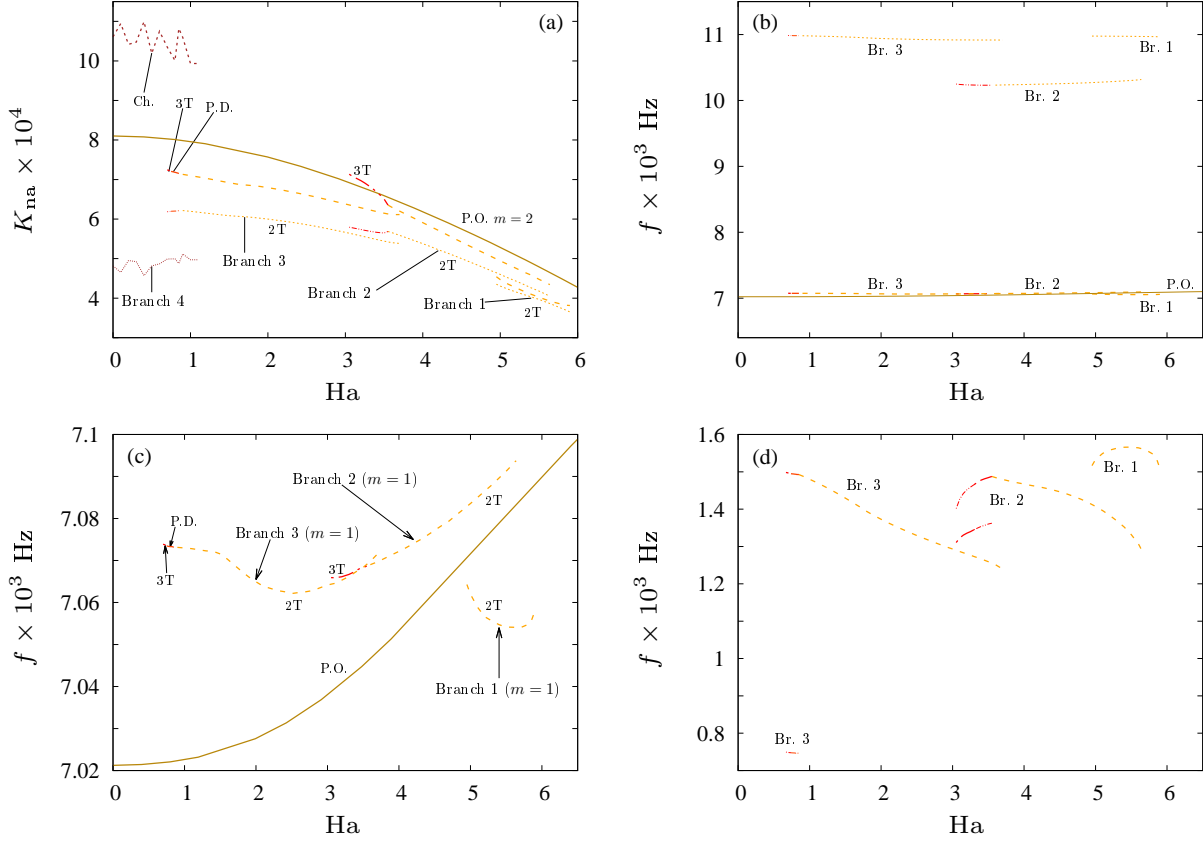 (a)
10
8
6
4
K_na × 10^4
Ch.
3T
P.D.
3T
P.O. m = 2
2T
Branch 3
Branch 2
2T
Branch 4
Branch 1
2T
0 1 2 3 4 5 6
Ha
(b)
11
10
9
8
7
f × 10^3 Hz
Br. 3
Br. 1
Br. 2
Br. 3
Br. 2
P.O.
Br. 1
0 1 2 3 4 5 6
Ha
(c)
7.1
7.08
7.06
7.04
7.02
f × 10^3 Hz
Branch 2 (m = 1)
2T
P.D.
Branch 3 (m = 1)
3T
3T
2T
2T
P.O.
Branch 1 (m = 1)
0 1 2 3 4 5 6
Ha
(d)
1.6
1.4
1.2
1
0.8
f × 10^3 Hz
Br. 1
Br. 3
Br. 2
Br. 3
0 1 2 3 4 5 6
Ha